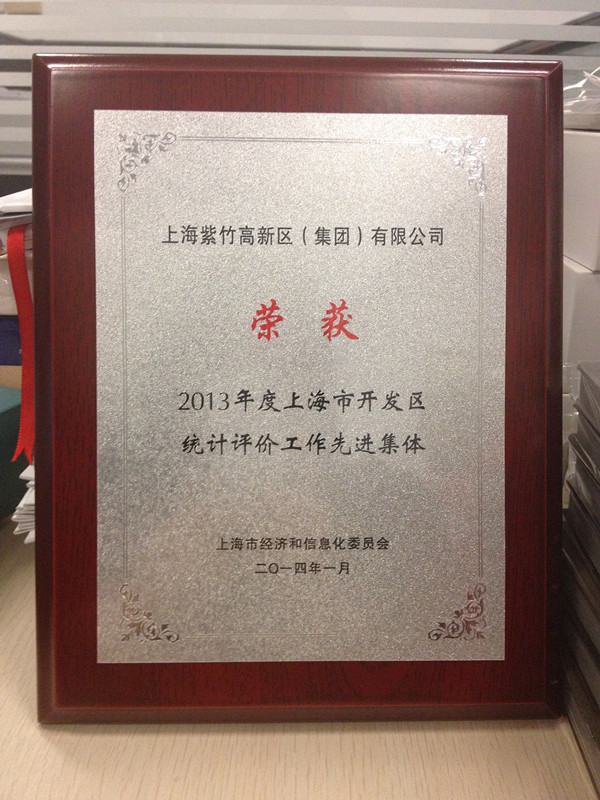 上海紫竹高新区（集团）有限公司
荣获
2013年度上海市开发区
统计评价工作先进集体
上海市经济和信息化委员会
二〇一四年一月